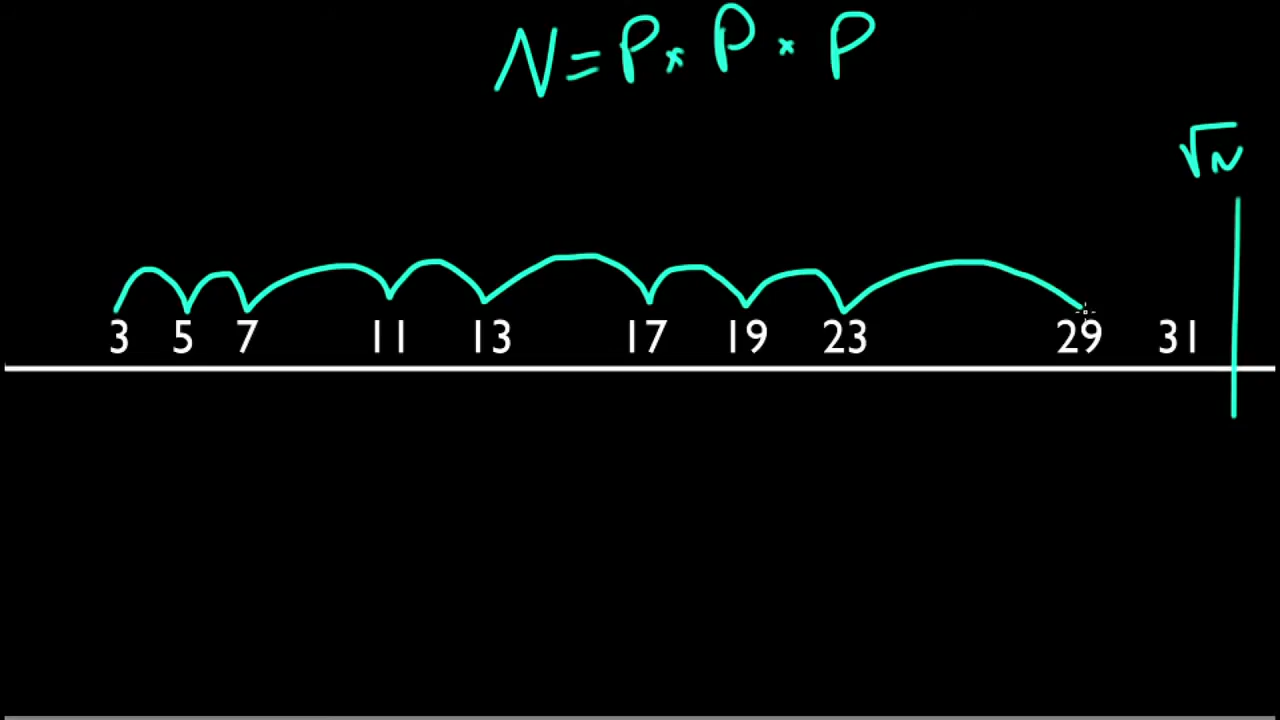 N = P × P × P
√N
3 5 7 11 13 17 19 23 29 31